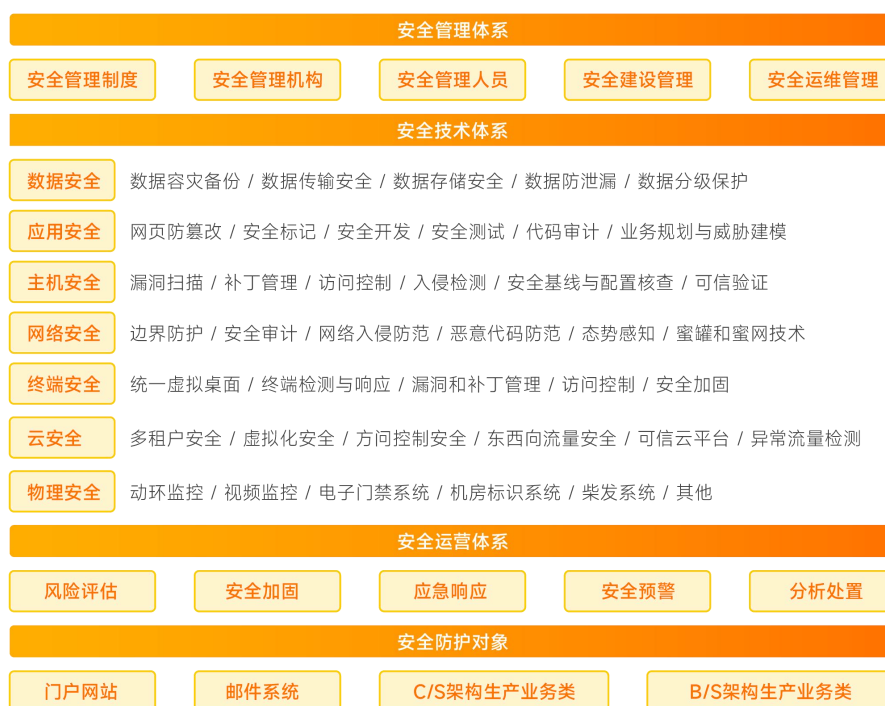 安全管理体系
安全管理制度 安全管理机构 安全管理人员 安全建设管理 安全运维管理
安全技术体系
数据安全 数据容灾备份 / 数据传输安全 / 数据存储安全 / 数据防泄漏 / 数据分级保护
应用安全 网页防篡改 / 安全标记 / 安全开发 / 安全测试 / 代码审计 / 业务规划与威胁建模
主机安全 漏洞扫描 / 补丁管理 / 访问控制 / 入侵检测 / 安全基线与配置核查 / 可信验证
网络安全 边界防护 / 安全审计 / 网络入侵防范 / 恶意代码防范 / 态势感知 / 蜜罐和蜜网技术
终端安全 统一虚拟桌面 / 终端检测与响应 / 漏洞和补丁管理 / 访问控制 / 安全加固
云安全 多租户安全 / 虚拟化安全 / 方问控制安全 / 东西向流量安全 / 可信云平台 / 异常流量检测
物理安全 动环监控 / 视频监控 / 电子门禁系统 / 机房标识系统 / 柴发系统 / 其他
安全运营体系
风险评估 安全加固 应急响应 安全预警 分析处置
安全防护对象
门户网站 邮件系统 C/S架构生产业务类 B/S架构生产业务类